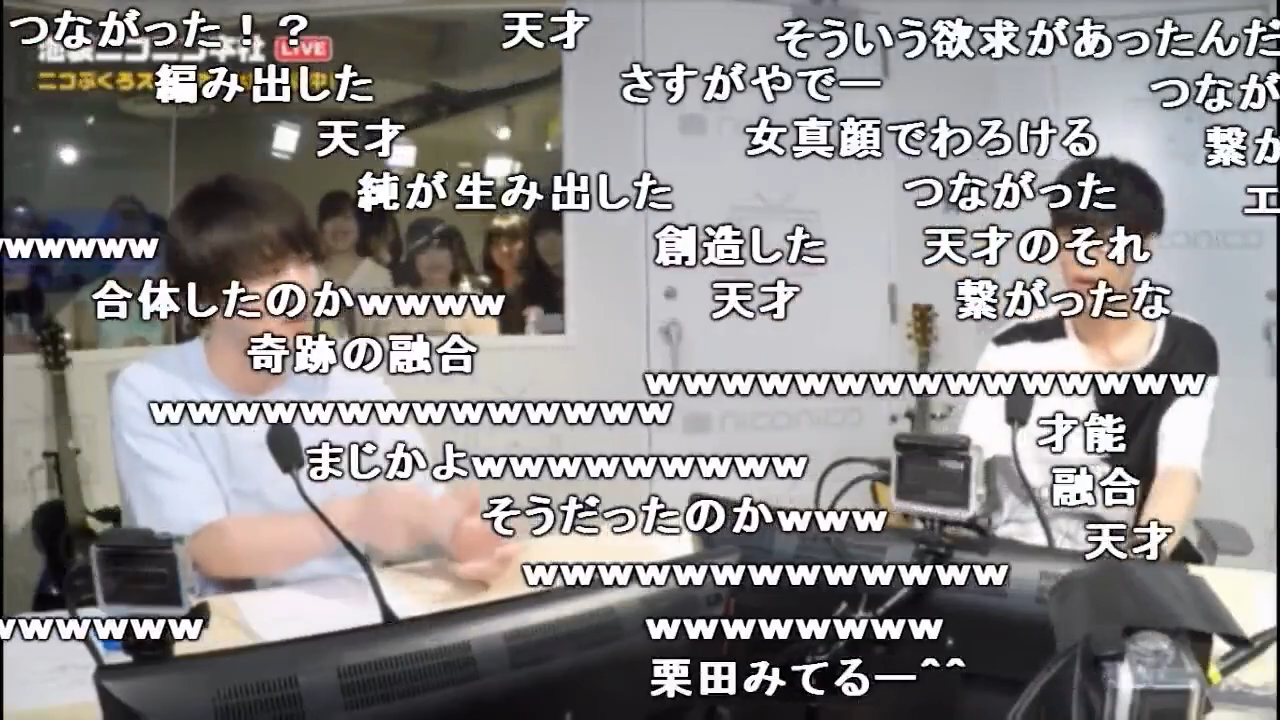 つながった！？
天才
そういう欲求があったんだ
LIVE
編み出した
さすがやでー
つなが
天才
女真顔でわろける
繋が
純が生み出した
つながった
エ
wwwwww
創造した
天才のそれ
合体したのかwwww
天才
繋がったな
奇跡の融合
wwwwwwwwwwwwwwwww
wwwwwwwwwwwwwwww
niconico
才能
まじかよwwwwwwwwww
融合
そうだったのかwww
天才
wwwwwwwwwwwwwww
wwwwww
wwwwwwwww
栗田みてるー^^